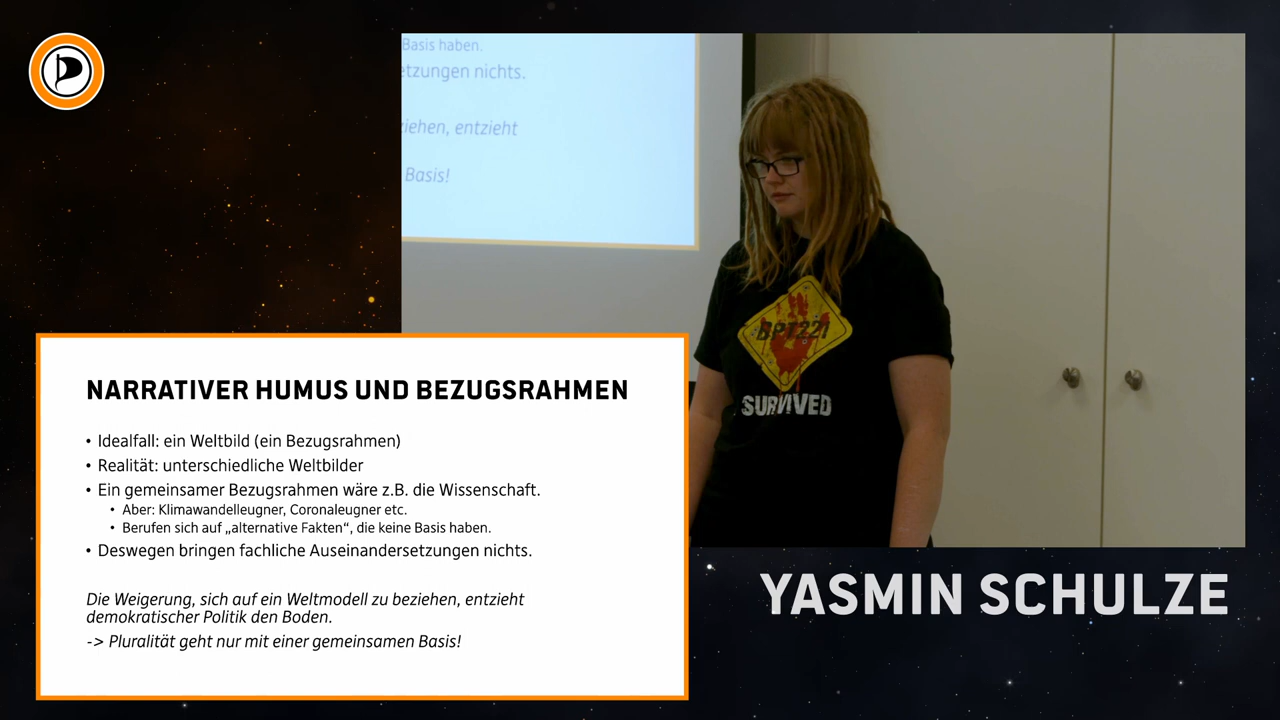 Basis haben.
etzungen nichts.
ziehen, entzieht
Basis!
BPT221
SURVIVED
NARRATIVER HUMUS UND BEZUGSRAHMEN
• Idealfall: ein Weltbild (ein Bezugsrahmen)
• Realität: unterschiedliche Weltbilder
• Ein gemeinsamer Bezugsrahmen wäre z.B. die Wissenschaft.
• Aber: Klimawandelleugner, Coronaleugner etc.
• Berufen sich auf „alternative Fakten“, die keine Basis haben.
• Deswegen bringen fachliche Auseinandersetzungen nichts.
Die Weigerung, sich auf ein Weltmodell zu beziehen, entzieht
demokratischer Politik den Boden.
-> Pluralität geht nur mit einer gemeinsamen Basis!
YASMIN SCHULZE